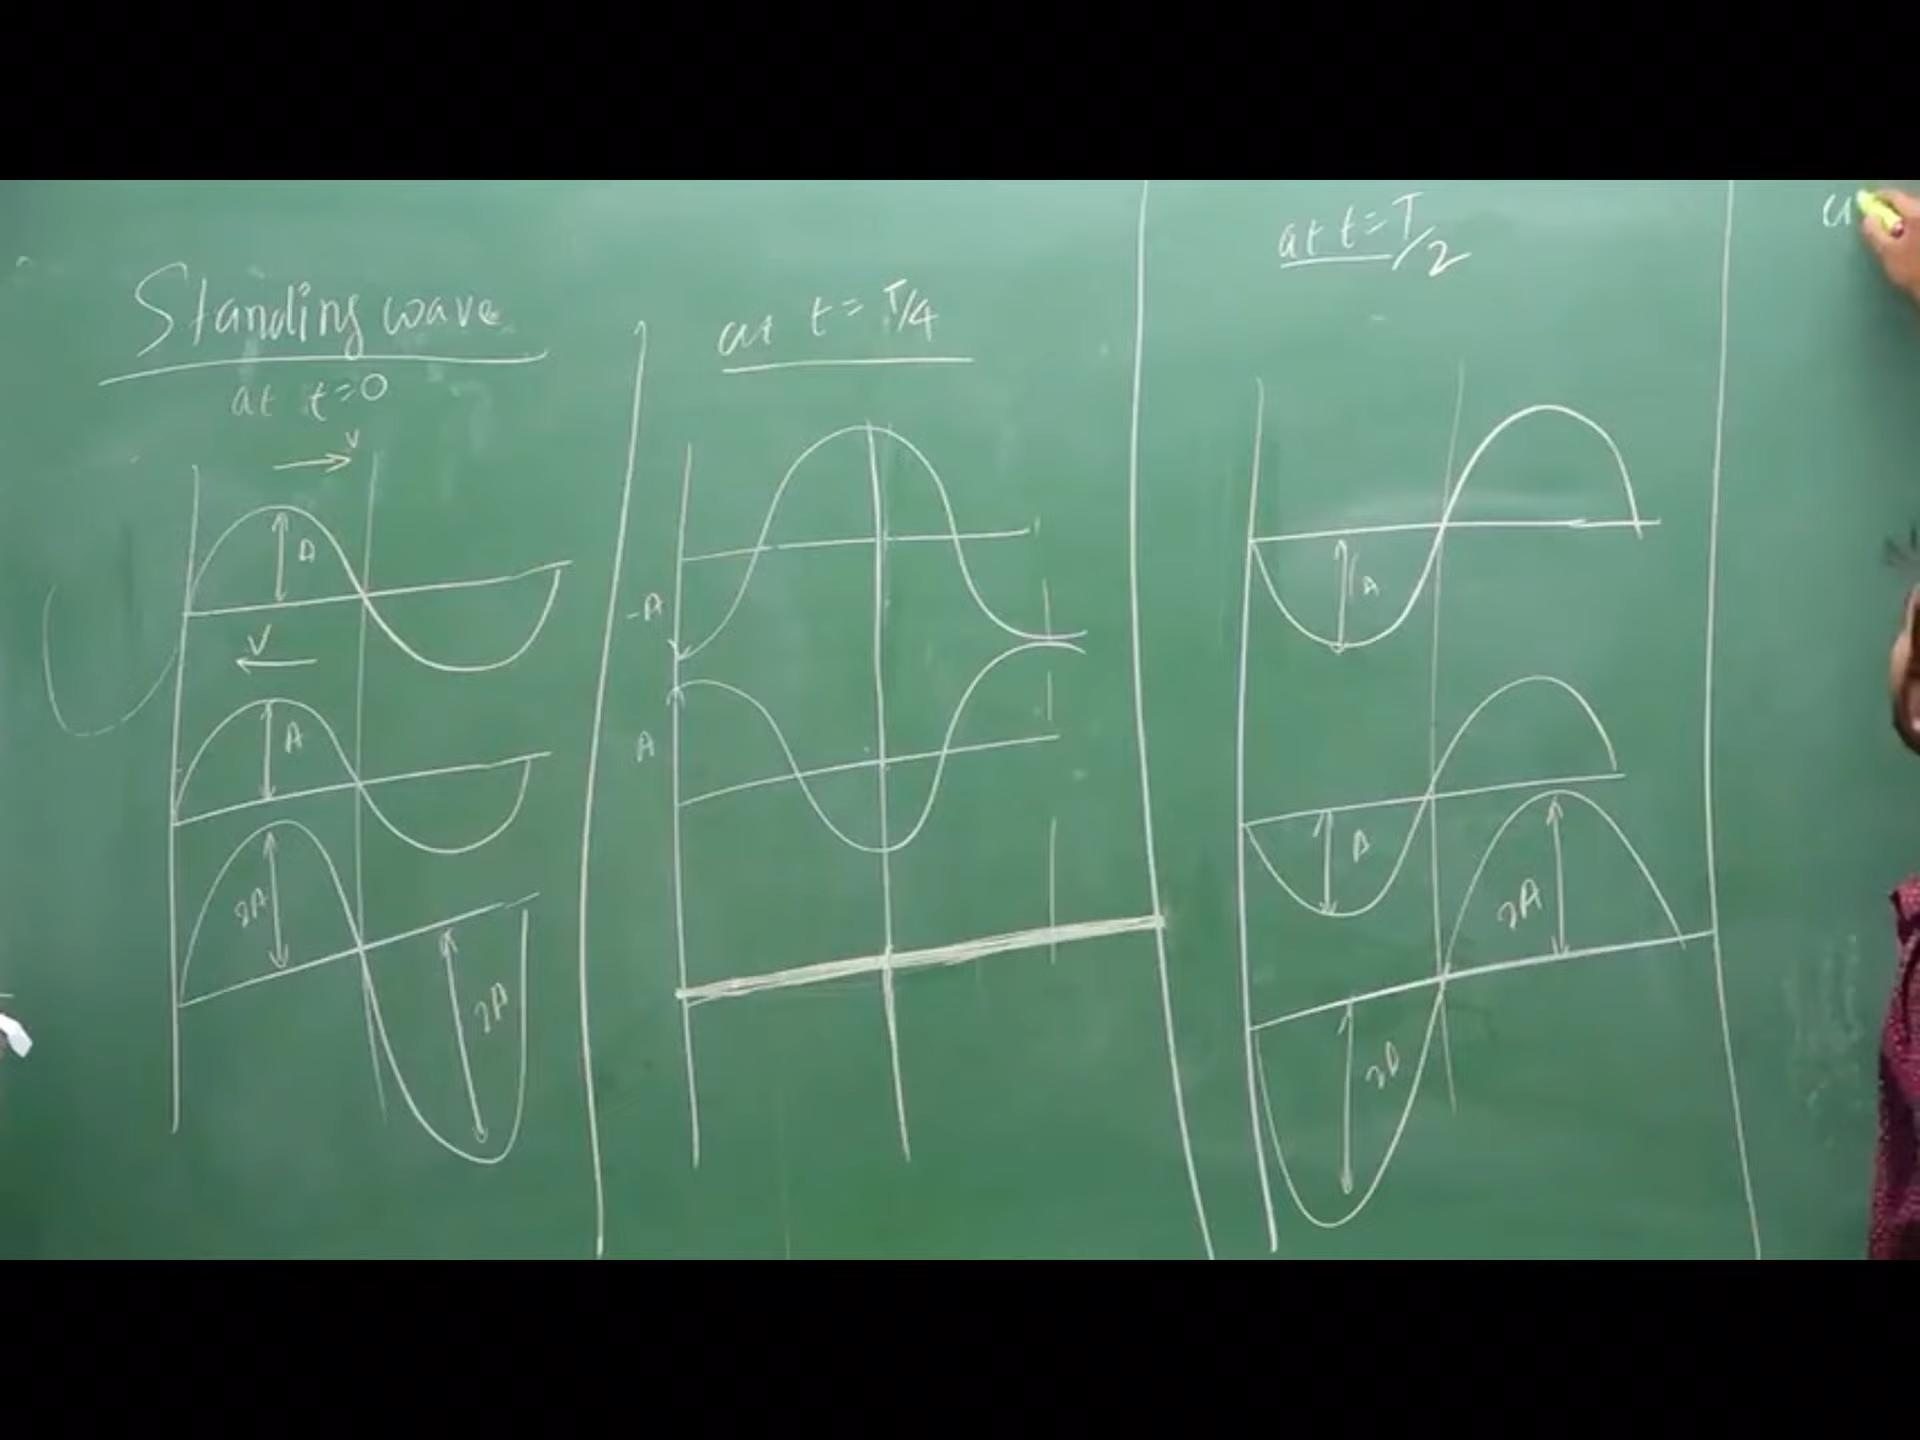 Standing wave
at t=0
→ v
A
V
A
2A
2A
at t = T/4
-A
A
at t = T/2
A
A
2A
2A